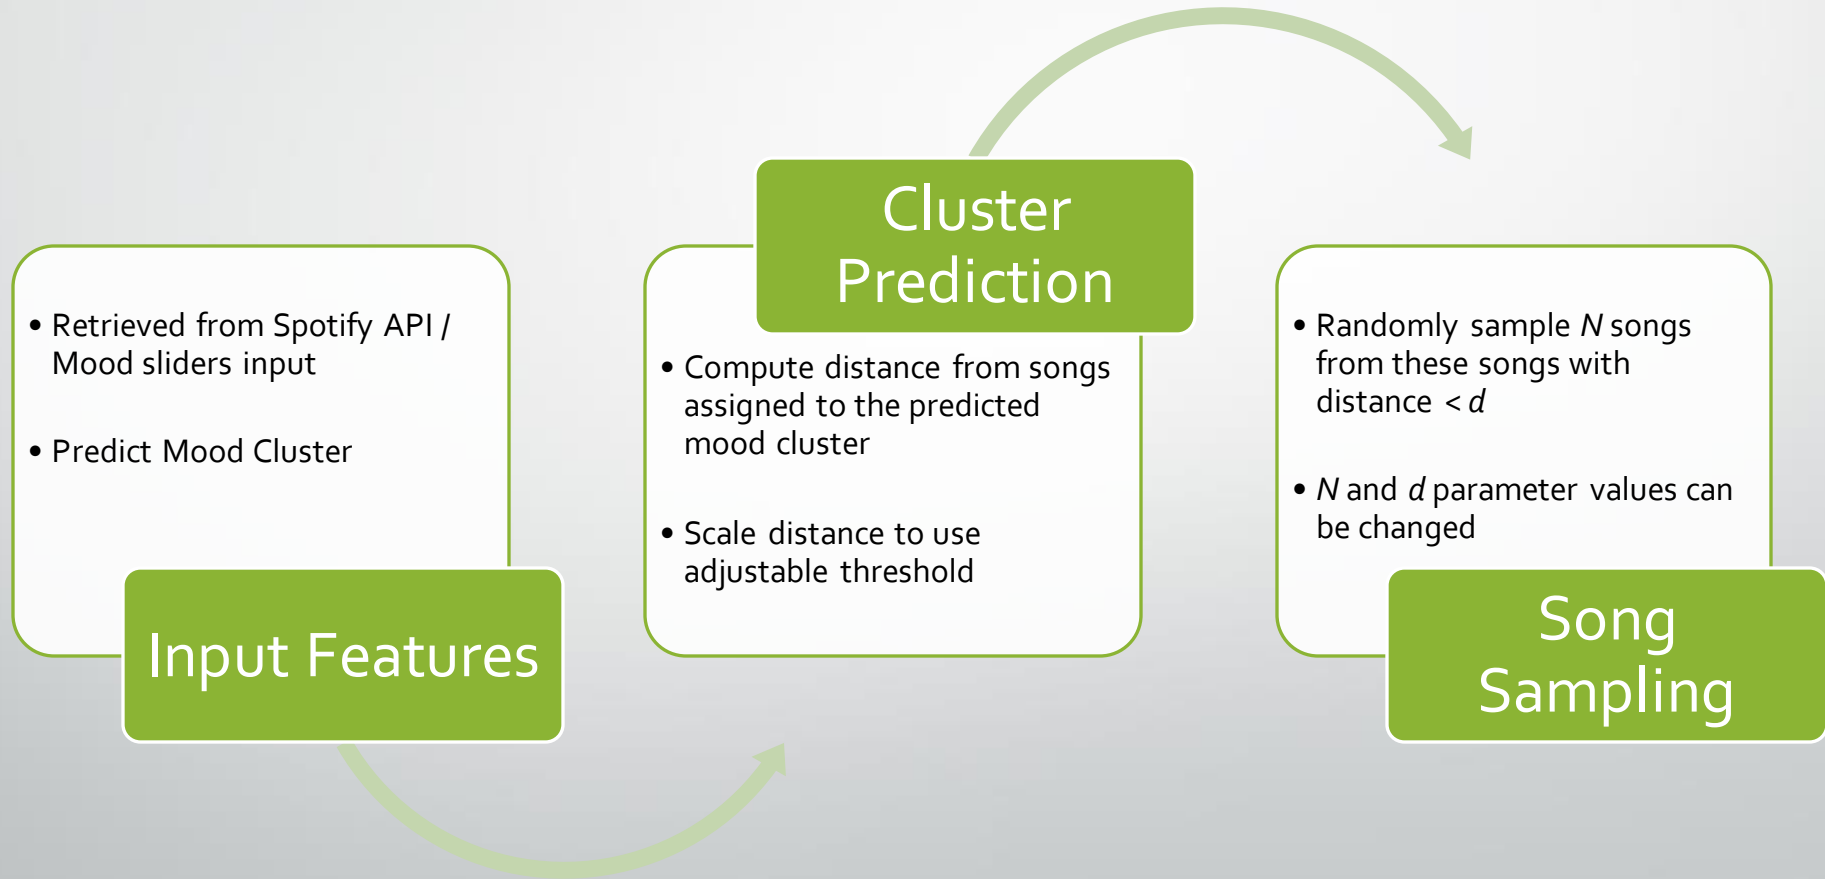 • Retrieved from Spotify API /
Mood sliders input
• Predict Mood Cluster
Input Features
Cluster
Prediction
• Compute distance from songs
assigned to the predicted
mood cluster
• Scale distance to use
adjustable threshold
• Randomly sample N songs
from these songs with
distance < d
• N and d parameter values can
be changed
Song
Sampling